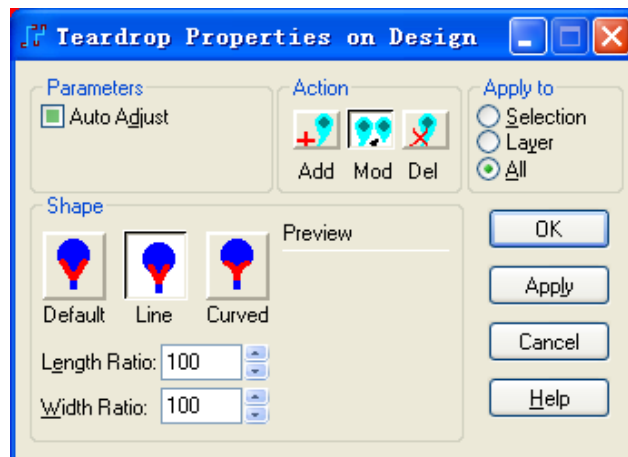 Teardrop Properties on Design
Parameters
Auto Adjust
Action
Add Mod Del
Apply to
Selection
Layer
All
Shape
Default Line Curved
Preview
Length Ratio: 100
Width Ratio: 100
OK
Apply
Cancel
Help